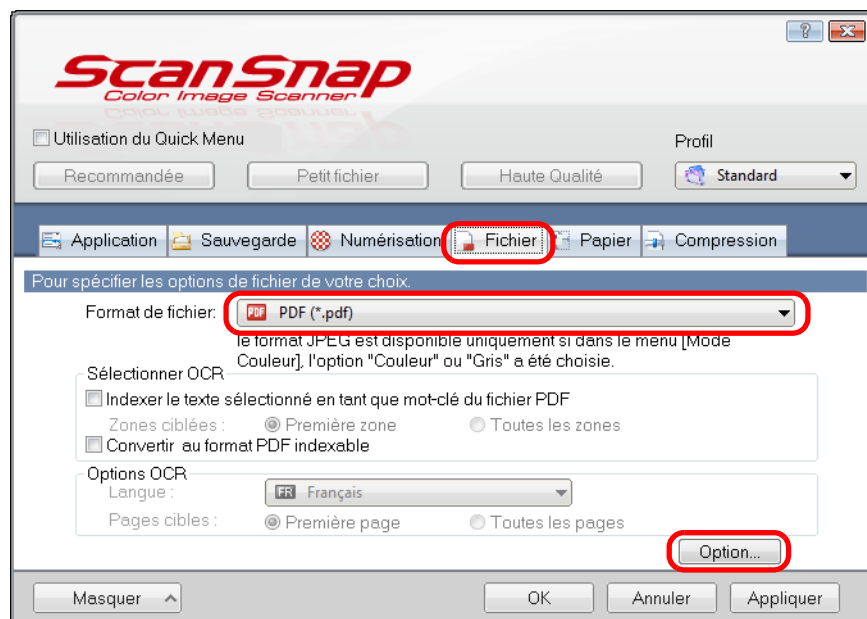 ScanSnap
Color Image Scanner
Utilisation du Quick Menu
Profil
Recommandée Petit fichier Haute Qualité Standard
Application Sauvegarde Numérisation Fichier Papier Compression
Pour spécifier les options de fichier de votre choix.
Format de fichier: PDF PDF (*.pdf)
le format JPEG est disponible uniquement si dans le menu [Mode
Couleur], l'option "Couleur" ou "Gris" a été choisie.
Sélectionner OCR
Indexer le texte sélectionné en tant que mot-clé du fichier PDF
Zones ciblées : Première zone Toutes les zones
Convertir au format PDF indexable
Options OCR
Langue : FR Français
Pages cibles : Première page Toutes les pages
Option...
Masquer OK Annuler Appliquer